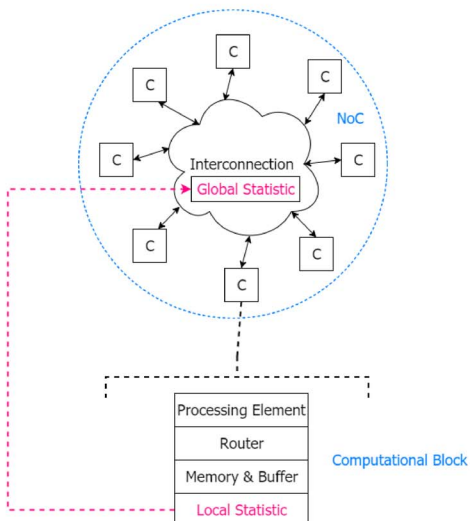 C
C
C
NoC
C
C
Interconnection
Global Statistic
C
C
C
Processing Element
Router
Memory & Buffer
Computational Block
Local Statistic